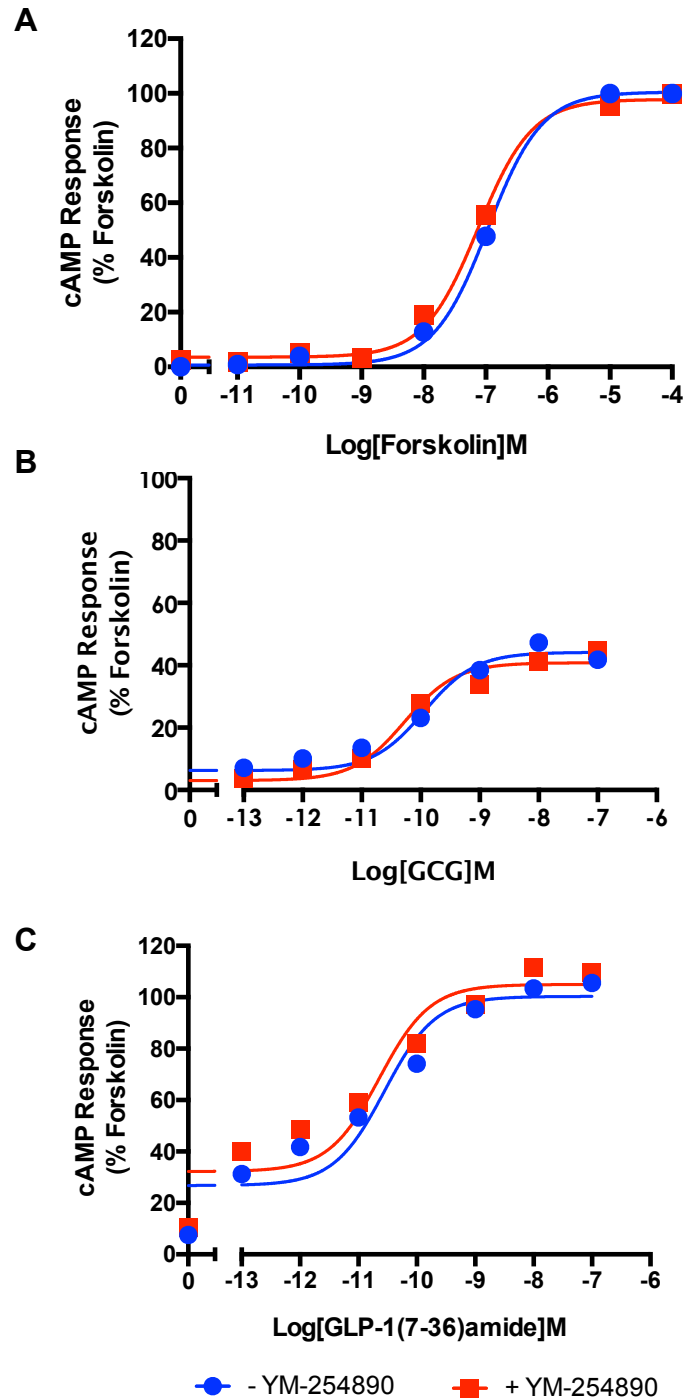 A
120
100
80
60
40
20
0
cAMP Response
(% Forskolin)
0 -11 -10 -9 -8 -7 -6 -5 -4
Log[Forskolin]M
B
100
80
60
40
20
0
cAMP Response
(% Forskolin)
0 -13 -12 -11 -10 -9 -8 -7 -6
Log[GCG]M
C
120
100
80
60
40
20
0
cAMP Response
(% Forskolin)
0 -13 -12 -11 -10 -9 -8 -7 -6
Log[GLP-1(7-36)amide]M
- YM-254890 + YM-254890